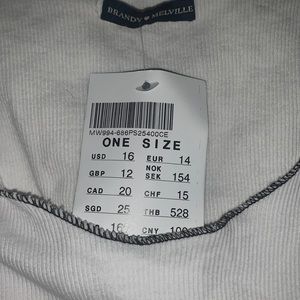 BRANDY ♥ MELVILLE
MW994-686PS25400CE
ONE SIZE
USD 16 EUR 14
GBP 12 NOK
SEK 154
CAD 20 CHF 15
SGD 25 THB 528
CNY